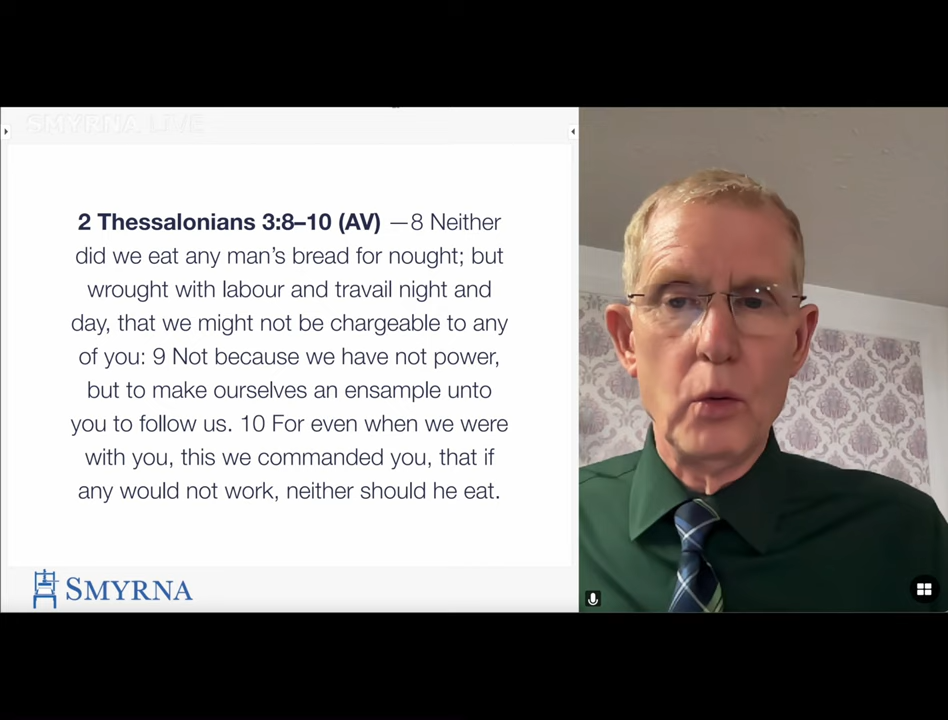 SMYRNA LIVE
2 Thessalonians 3:8–10 (AV) —8 Neither
did we eat any man's bread for nought; but
wrought with labour and travail night and
day, that we might not be chargeable to any
of you: 9 Not because we have not power,
but to make ourselves an ensample unto
you to follow us. 10 For even when we were
with you, this we commanded you, that if
any would not work, neither should he eat.
SMYRNA